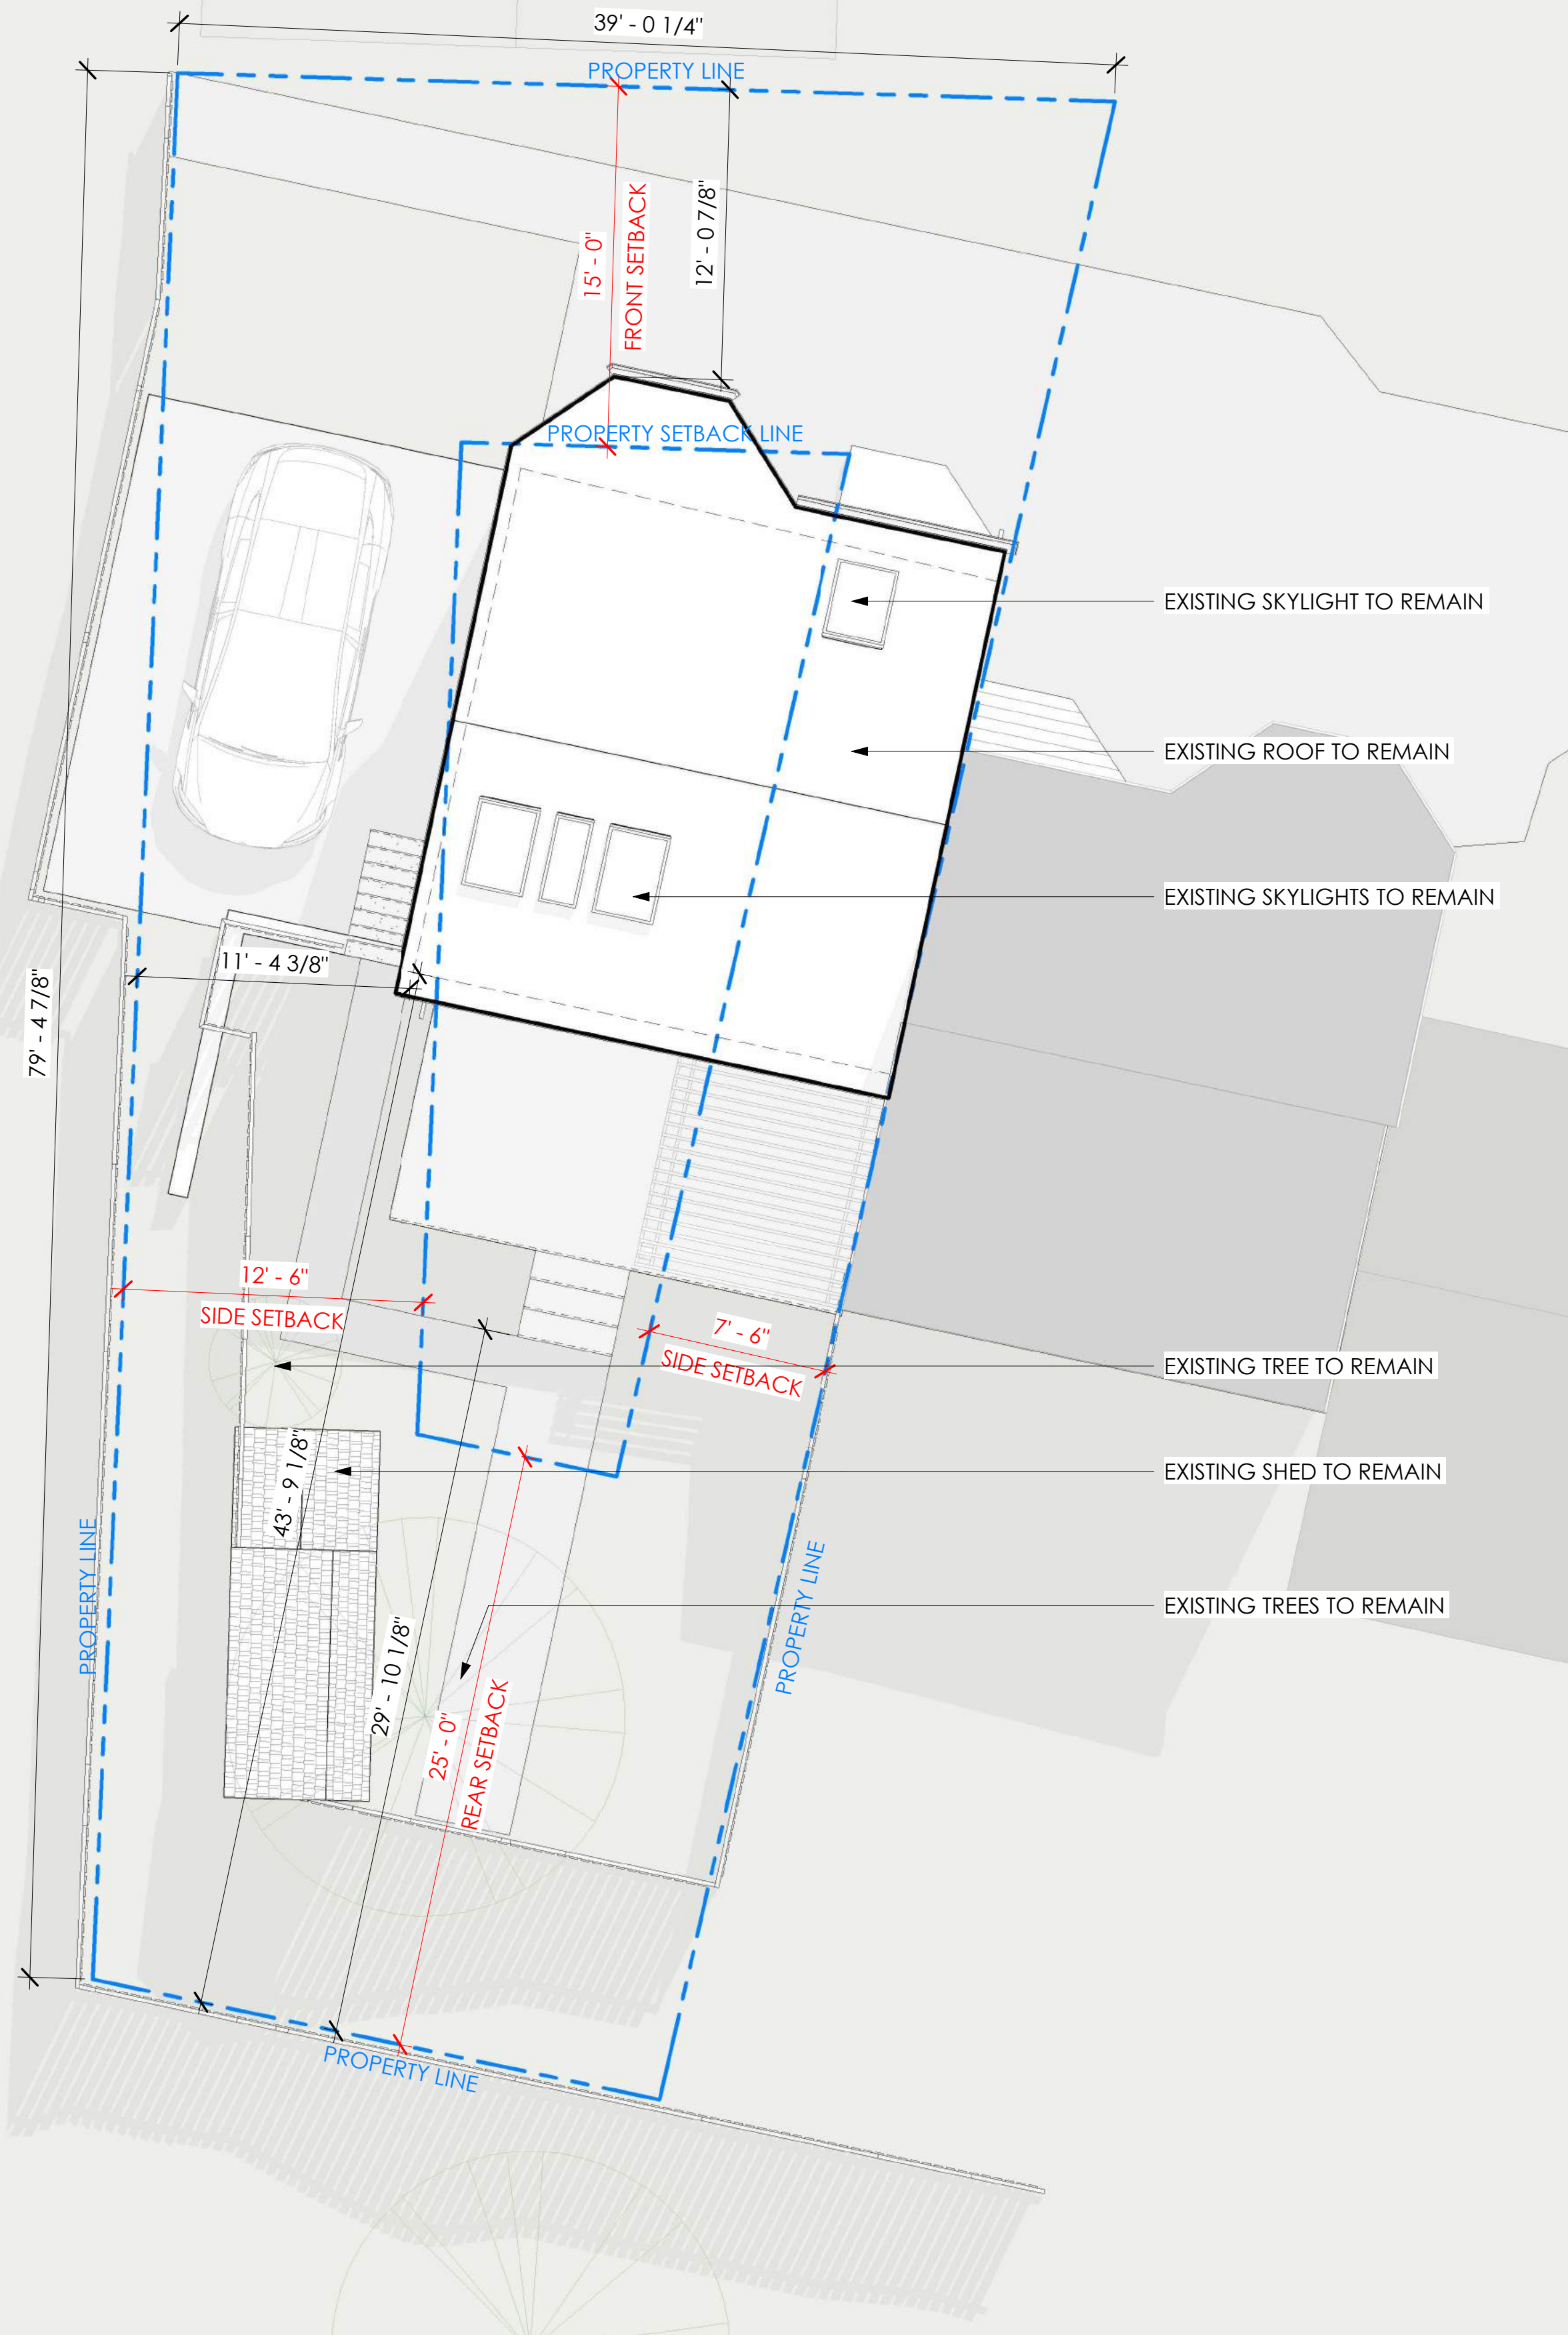 39' - 0 1/4"
PROPERTY LINE
15' - 0"
FRONT SETBACK
12' - 0 7/8"
PROPERTY SETBACK LINE
EXISTING SKYLIGHT TO REMAIN
EXISTING ROOF TO REMAIN
EXISTING SKYLIGHTS TO REMAIN
11' - 4 3/8"
79' - 4 7/8"
12' - 6"
SIDE SETBACK
7' - 6"
SIDE SETBACK
EXISTING TREE TO REMAIN
EXISTING SHED TO REMAIN
43' - 9 1/8"
PROPERTY LINE
PROPERTY LINE
EXISTING TREES TO REMAIN
29' - 10 1/8"
25' - 0"
REAR SETBACK
PROPERTY LINE